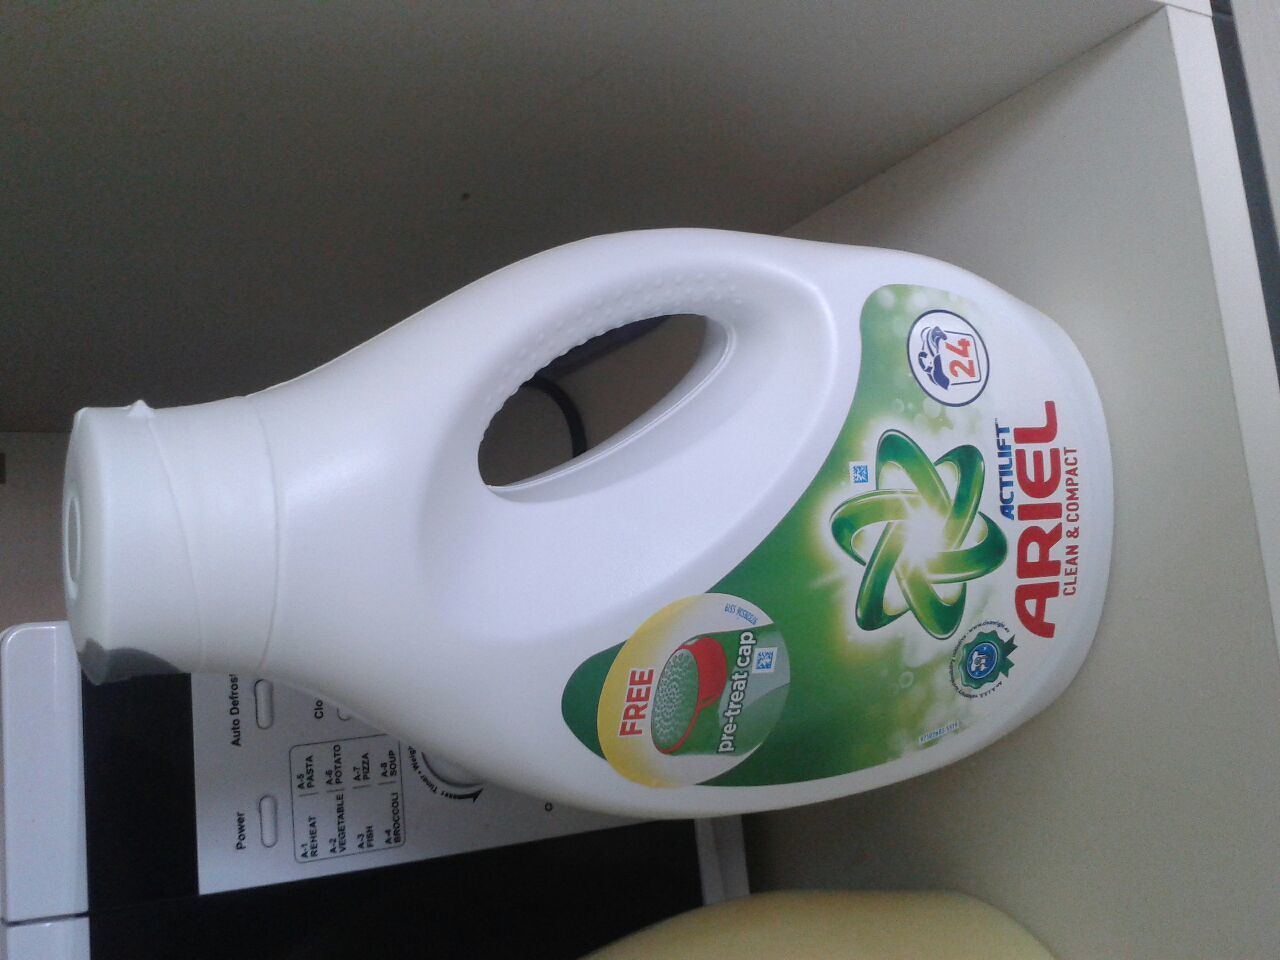 24
ACTILIFT
ARIEL
CLEAN & COMPACT
FREE
pre-treat cap
Auto Defrost
Power
Clo
A-1 REHEAT
A-2 VEGETABLE
A-3 FISH
A-4 BROCCOLI
A-5 PASTA
A-6 POTATO
A-7 PIZZA
A-8 SOUP